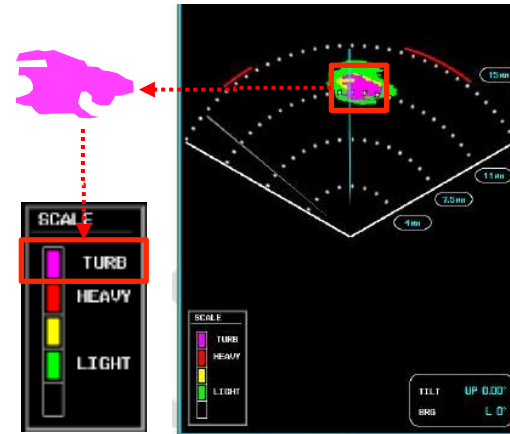 SCALE
TURB
HEAVY
LIGHT
15nm
11nm
7.5nm
4nm
SCALE
TURB
HEAVY
LIGHT
TILT UP 0.00°
BRG L 0°